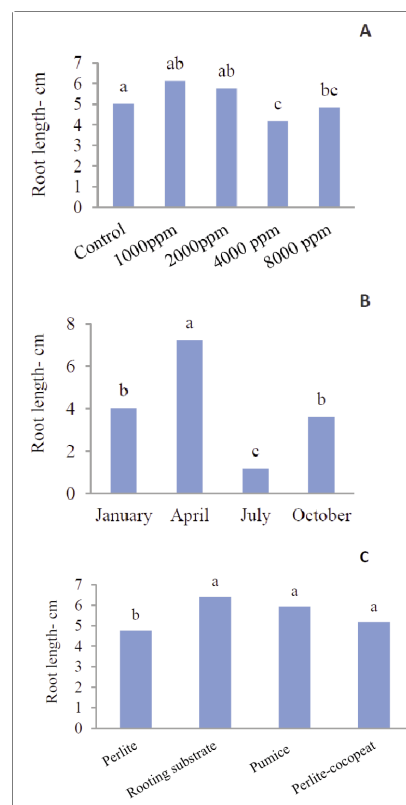 A
Root length- cm
7
6
5
4
3
2
1
0
a
ab
ab
c
bc
Control
1000ppm
2000ppm
4000 ppm
8000 ppm
B
Root length- cm
8
6
4
2
0
b
a
c
b
January
April
July
October
C
Root length- cm
7
6
5
4
3
2
1
0
b
a
a
a
Perlite
Rooting substrate
Pumice
Perlite-cocopeat